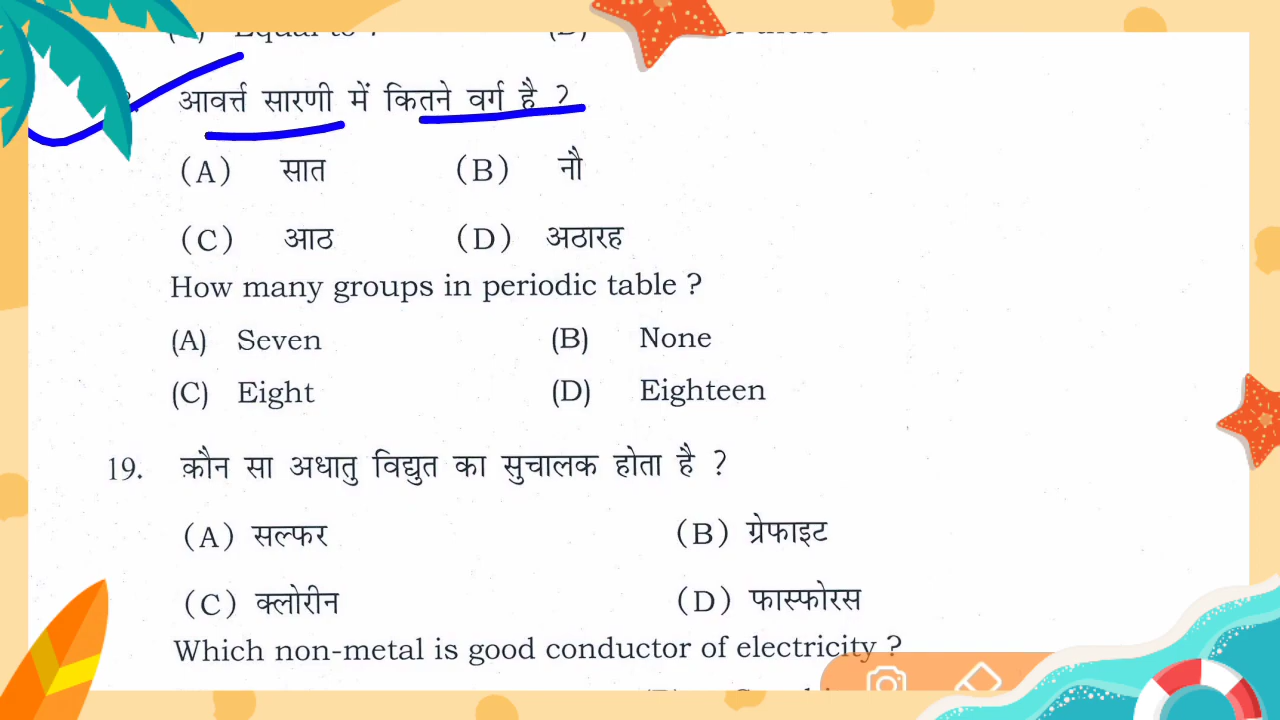 आवर्त्त सारणी में कितने वर्ग है ?
(A) सात (B) नौ
(C) आठ (D) अठारह
How many groups in periodic table ?
(A) Seven (B) None
(C) Eight (D) Eighteen
19. कौन सा अधातु विद्युत का सुचालक होता है ?
(A) सल्फर (B) ग्रेफाइट
(C) क्लोरीन (D) फास्फोरस
Which non-metal is good conductor of electricity ?